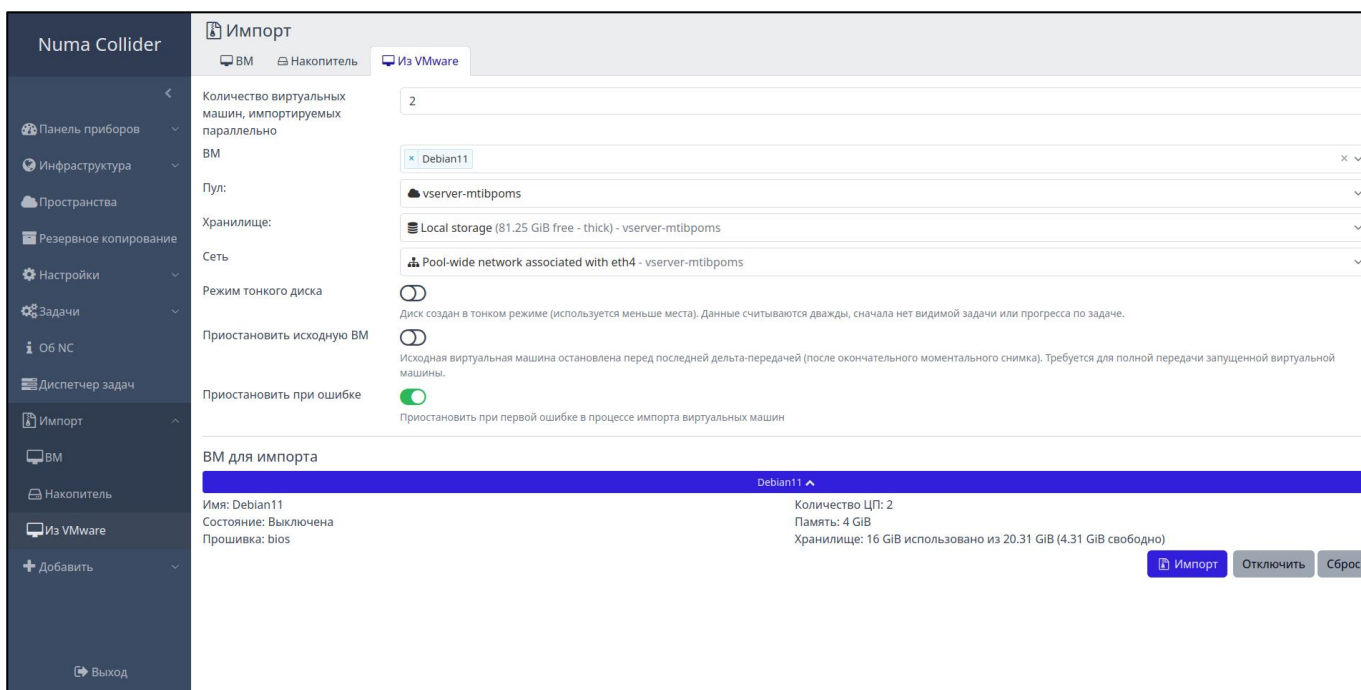 Numa Collider
Панель приборов
Инфраструктура
Пространства
Резервное копирование
Настройки
Задачи
Об NC
Диспетчер задач
Импорт
ВМ
Накопитель
Из VMware
Добавить
Выход
Импорт
ВМ Накопитель Из VMware
Количество виртуальных
машин, импортируемых
параллельно
2
ВМ
× Debian11
Пул:
vserver-mtibpoms
Хранилище:
Local storage (81.25 GiB free - thick) - vserver-mtibpoms
Сеть
Pool-wide network associated with eth4 - vserver-mtibpoms
Режим тонкого диска
Диск создан в тонком режиме (используется меньше места). Данные считываются дважды, сначала нет видимой задачи или прогресса по задаче.
Приостановить исходную ВМ
Исходная виртуальная машина остановлена перед последней дельта-передачей (после окончательного моментального снимка). Требуется для полной передачи запущенной виртуальной
машины.
Приостановить при ошибке
Приостановить при первой ошибке в процессе импорта виртуальных машин
ВМ для импорта
Debian11
Имя: Debian11
Состояние: Выключена
Прошивка: bios
Количество ЦП: 2
Память: 4 GiB
Хранилище: 16 GiB использовано из 20.31 GiB (4.31 GiB свободно)
Импорт Отключить Сброс